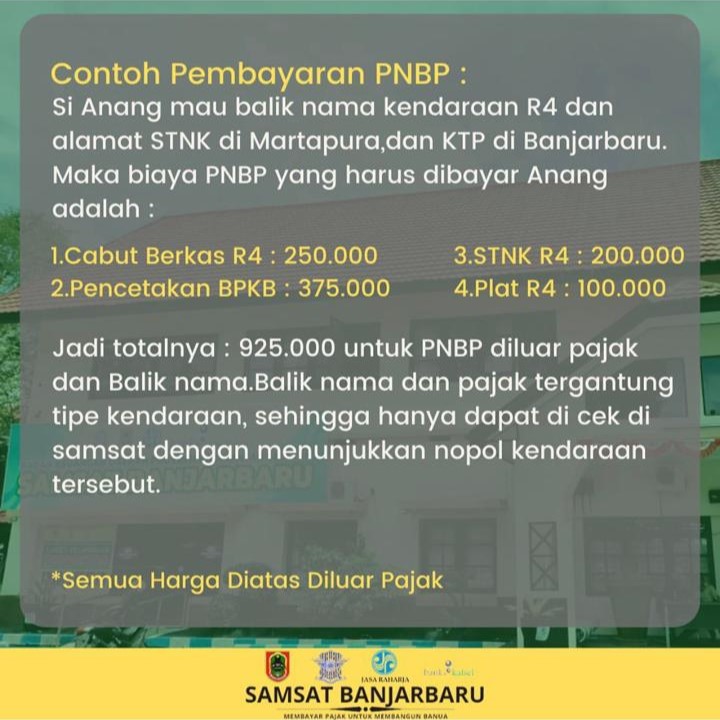 Contoh Pembayaran PNBP :
Si Anang mau balik nama kendaraan R4 dan
alamat STNK di Martapura,dan KTP di Banjarbaru.
Maka biaya PNBP yang harus dibayar Anang
adalah :
1.Cabut Berkas R4 : 250.000
2.Pencetakan BPKB : 375.000
3.STNK R4 : 200.000
4.Plat R4 : 100.000
Jadi totalnya : 925.000 untuk PNBP diluar pajak
dan Balik nama.Balik nama dan pajak tergantung
tipe kendaraan, sehingga hanya dapat di cek di
samsat dengan menunjukkan nopol kendaraan
tersebut.
SAMSAT BANJARBARU
*Semua Harga Diatas Diluar Pajak
JASA RAHARJA
bank kalsel
SAMSAT BANJARBARU
MEMBAYAR PAJAK UNTUK MEMBANGUN BANUA